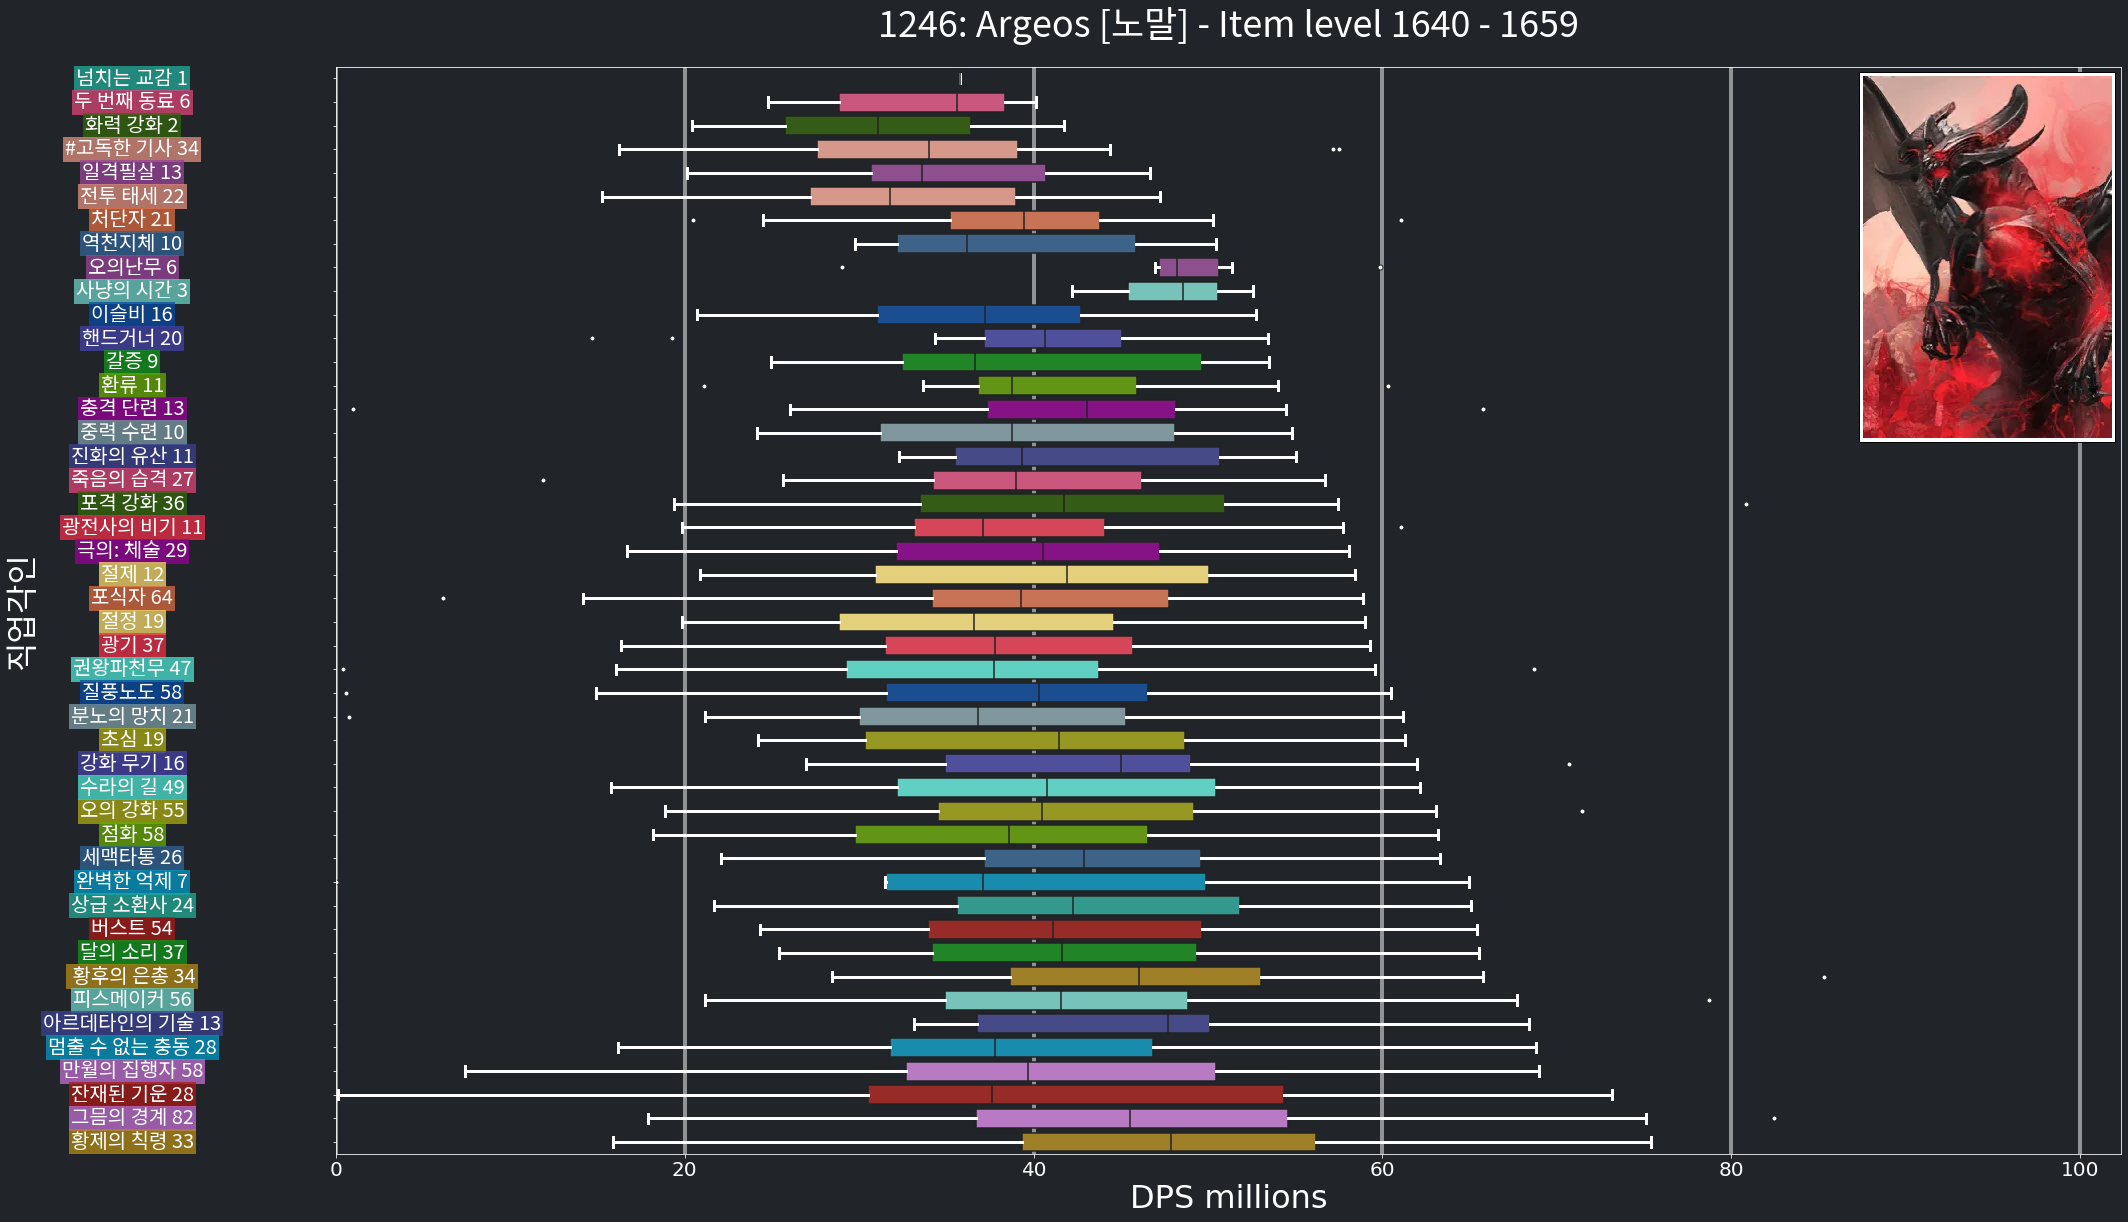 1246: Argeos [노말] - Item level 1640 - 1659
넘치는 교감 1
두 번째 동료 6
화력 강화 2
#고독한 기사 34
일격필살 13
전투 태세 22
처단자 21
역천지체 10
오의난무 6
사냥의 시간 3
이슬비 16
핸드거너 20
갈증 9
환류 11
충격 단련 13
중력 수련 10
진화의 유산 11
죽음의 습격 27
포격 강화 36
광전사의 비기 11
극의: 체술 29
절제 12
포식자 64
절정 19
광기 37
권왕파천무 47
질풍노도 58
분노의 망치 21
초심 19
강화 무기 16
수라의 길 49
오의 강화 55
점화 58
세맥타통 26
완벽한 억제 7
상급 소환사 24
버스트 54
달의 소리 37
황후의 은총 34
피스메이커 56
아르데타인의 기술 13
멈출 수 없는 충동 28
만월의 집행자 58
잔재된 기운 28
그믐의 경계 82
황제의 칙령 33
직업각인
0 20 40 60 80 100
DPS millions